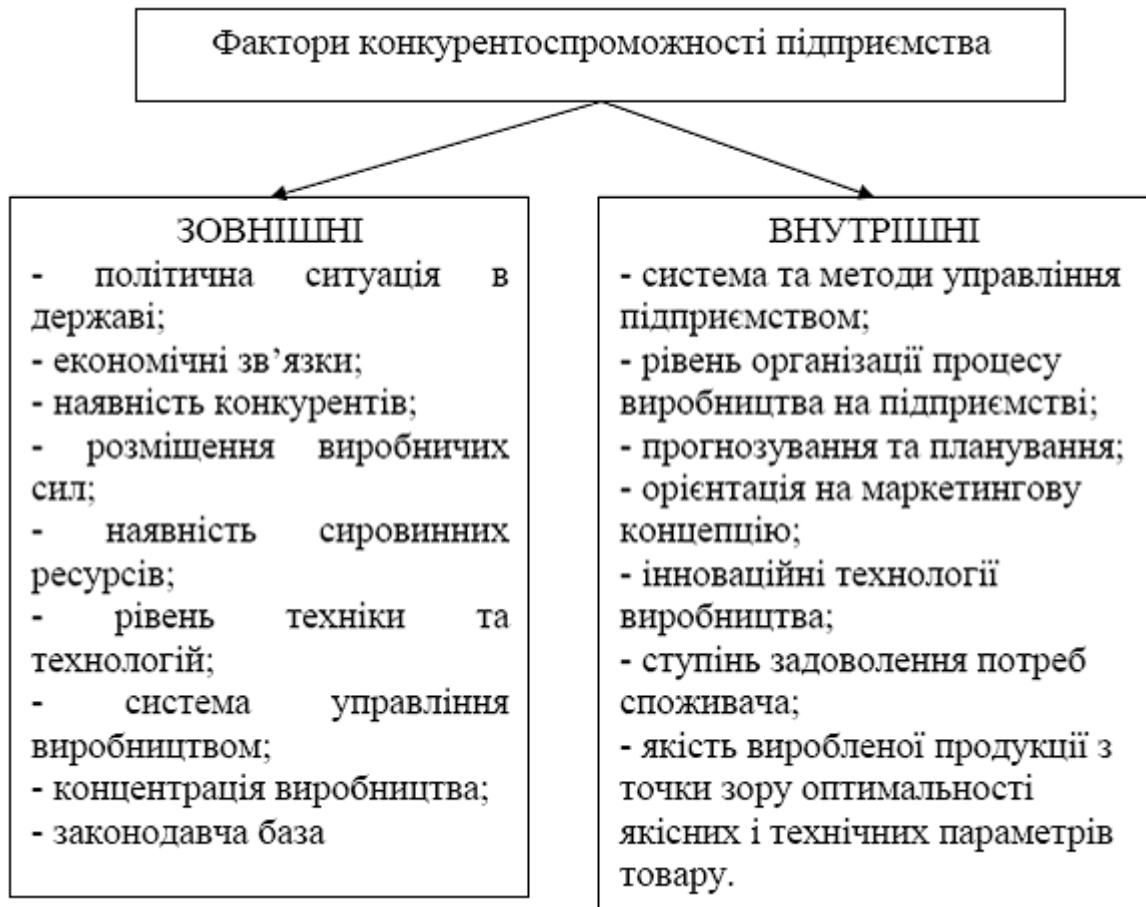 Фактори конкурентоспроможності підприємства
ЗОВНІШНІ
- політична ситуація в
державі;
- економічні зв’язки;
- наявність конкурентів;
- розміщення виробничих
сил;
- наявність сировинних
ресурсів;
- рівень техніки та
технологій;
- система управління
виробництвом;
- концентрація виробництва;
- законодавча база
ВНУТРІШНІ
- система та методи управління
підприємством;
- рівень організації процесу
виробництва на підприємстві;
- прогнозування та планування;
- орієнтація на маркетингову
концепцію;
- інноваційні технології
виробництва;
- ступінь задоволення потреб
споживача;
- якість виробленої продукції з
точки зору оптимальності
якісних і технічних параметрів
товару.